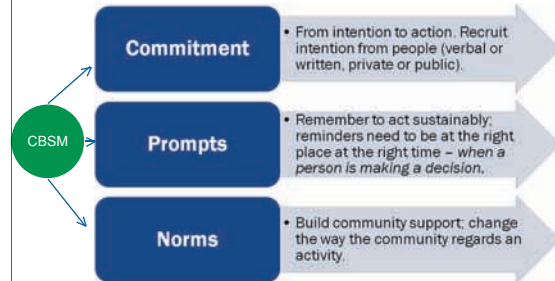 CBSM
Commitment
• From intention to action. Recruit
intention from people (verbal or
written, private or public).
Prompts
• Remember to act sustainably;
reminders need to be at the right
place at the right time – when a
person is making a decision.
Norms
• Build community support; change
the way the community regards an
activity.